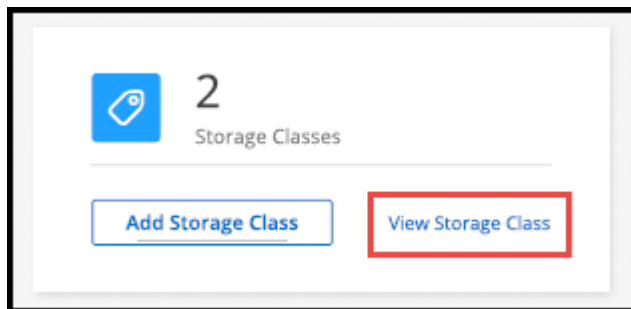 2
Storage Classes
Add Storage Class
View Storage Class